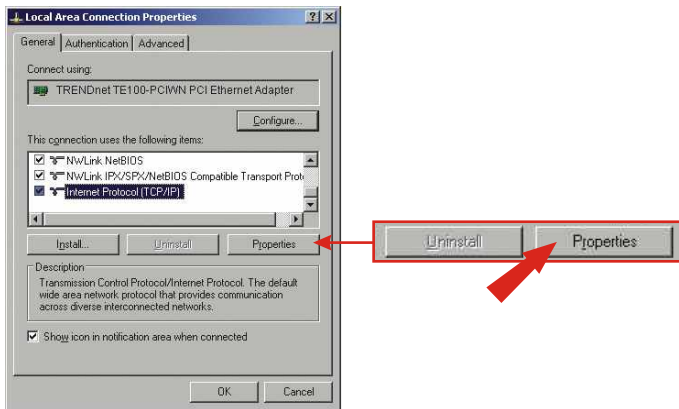 Local Area Connection Properties
General Authentication Advanced
Connect using:
TRENDnet TE100-PCIWN PCI Ethernet Adapter
Configure...
This connection uses the following items:
NWLink NetBIOS
NWLink IPX/SPX/NetBIOS Compatible Transport Prot
Internet Protocol (TCP/IP)
Install... Uninstall Properties
Description
Transmission Control Protocol/Internet Protocol. The default
wide area network protocol that provides communication
across diverse interconnected networks.
Show icon in notification area when connected
OK Cancel
Uninstall Properties